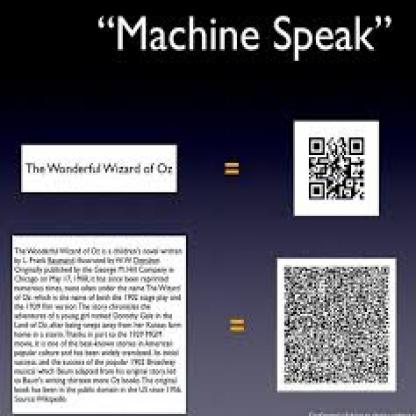 “Machine Speak”
The Wonderful Wizard of Oz
=
The Wonderful Wizard of Oz is a children's novel written
by L. Frank Baum and illustrated by W.W. Denslow.
Originally published by the George M. Hill Company in
Chicago on May 17, 1900, it has since been reprinted
numerous times, most often under the name The Wizard
of Oz, which is the name of both the 1902 stage play and
the 1939 film version. The story chronicles the
adventures of a young girl named Dorothy Gale in the
Land of Oz, after being swept away from her Kansas farm
home in a storm. Thanks in part to the 1939 MGM
movie, it is one of the best-known stories in American
popular culture and has been widely translated. Its initial
success, and the success of the popular 1902 Broadway
musical which Baum adapted from his original story, led
to Baum's writing thirteen more Oz books. The original
book has been in the public domain in the US since 1956.
Source: Wikipedia
=